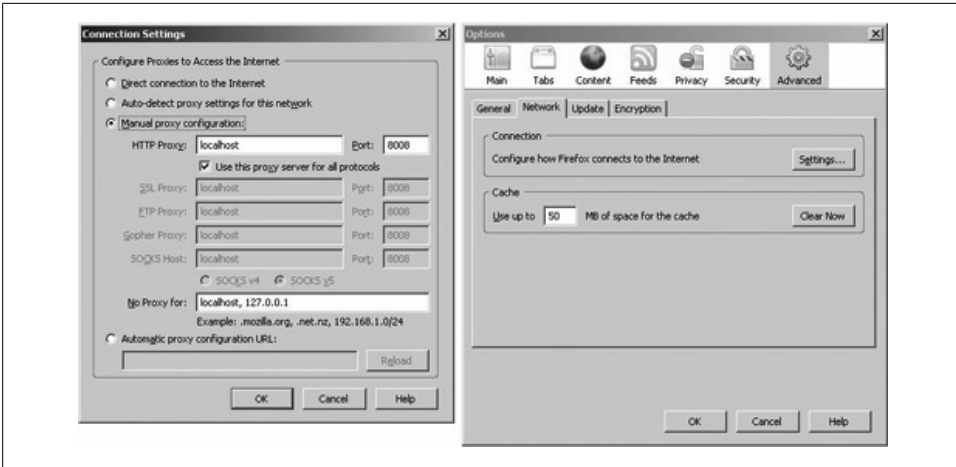 Connection Settings
Configure Proxies to Access the Internet
Direct connection to the Internet
Auto-detect proxy settings for this network
Manual proxy configuration:
HTTP Proxy: localhost Port: 8008
Use this proxy server for all protocols
SSL Proxy: localhost Port: 8008
FTP Proxy: localhost Port: 8008
Gopher Proxy: localhost Port: 8008
SOCKS Host: localhost Port: 8008
SOCKS v4 SOCKS v5
No Proxy for: localhost, 127.0.0.1
Example: .mozilla.org, .net.nz, 192.168.1.0/24
Automatic proxy configuration URL:
Reload
OK Cancel Help
Options
Main Tabs Content Feeds Privacy Security Advanced
General Network Update Encryption
Connection
Configure how Firefox connects to the Internet Settings...
Cache
Use up to 50 MB of space for the cache Clear Now
OK Cancel Help